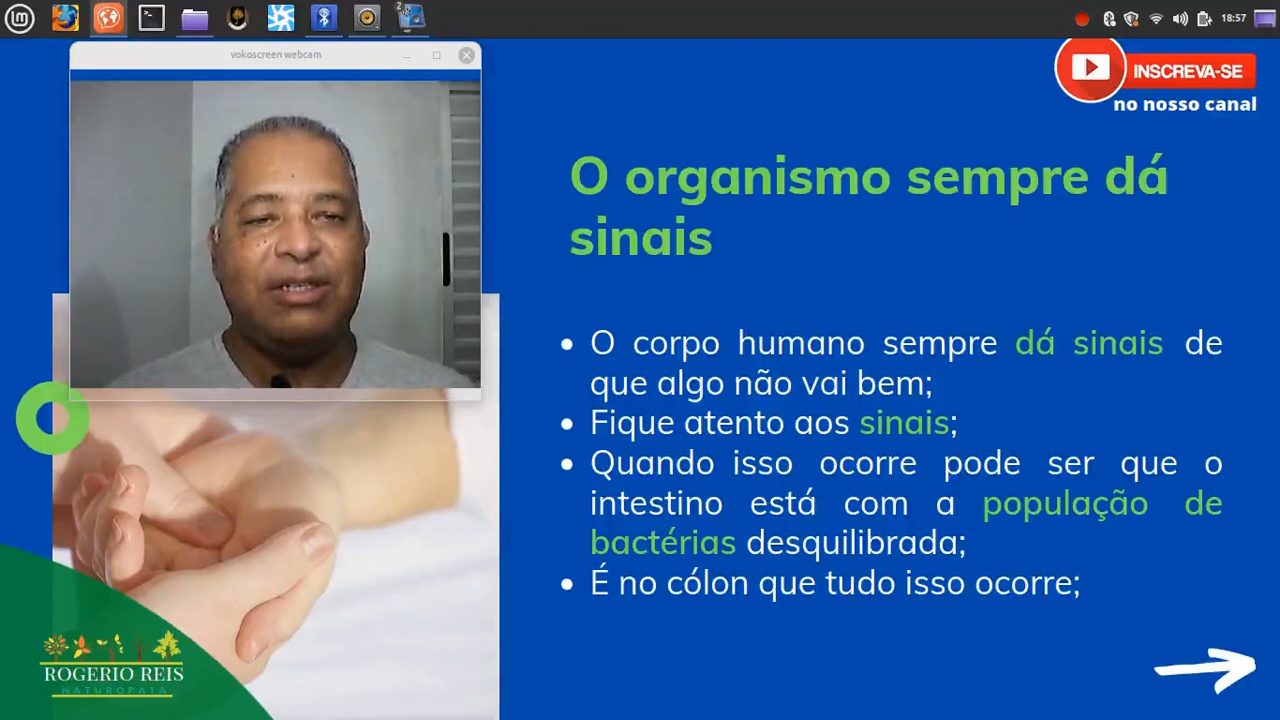 18:57
vokoscreen webcam
INSCREVA-SE
no nosso canal
O organismo sempre dá
sinais
O corpo humano sempre dá sinais de
que algo não vai bem;
Fique atento aos sinais;
Quando isso ocorre pode ser que o
intestino está com a população de
bactérias desquilibrada;
É no cólon que tudo isso ocorre;
ROGERIO REIS
NATUROPATA